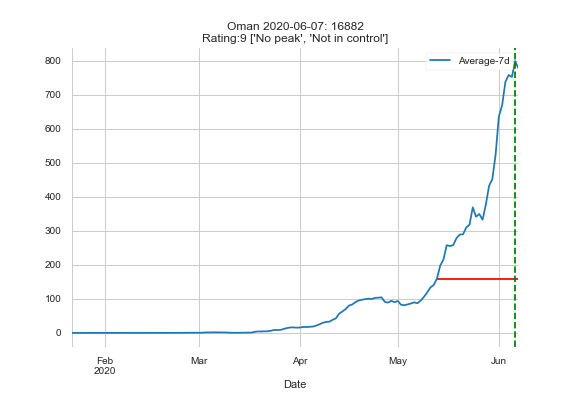 Oman 2020-06-07: 16882
Rating:9 ['No peak', 'Not in control']
Average-7d
800
700
600
500
400
300
200
100
0
Feb
2020
Mar
Apr
May
Jun
Date